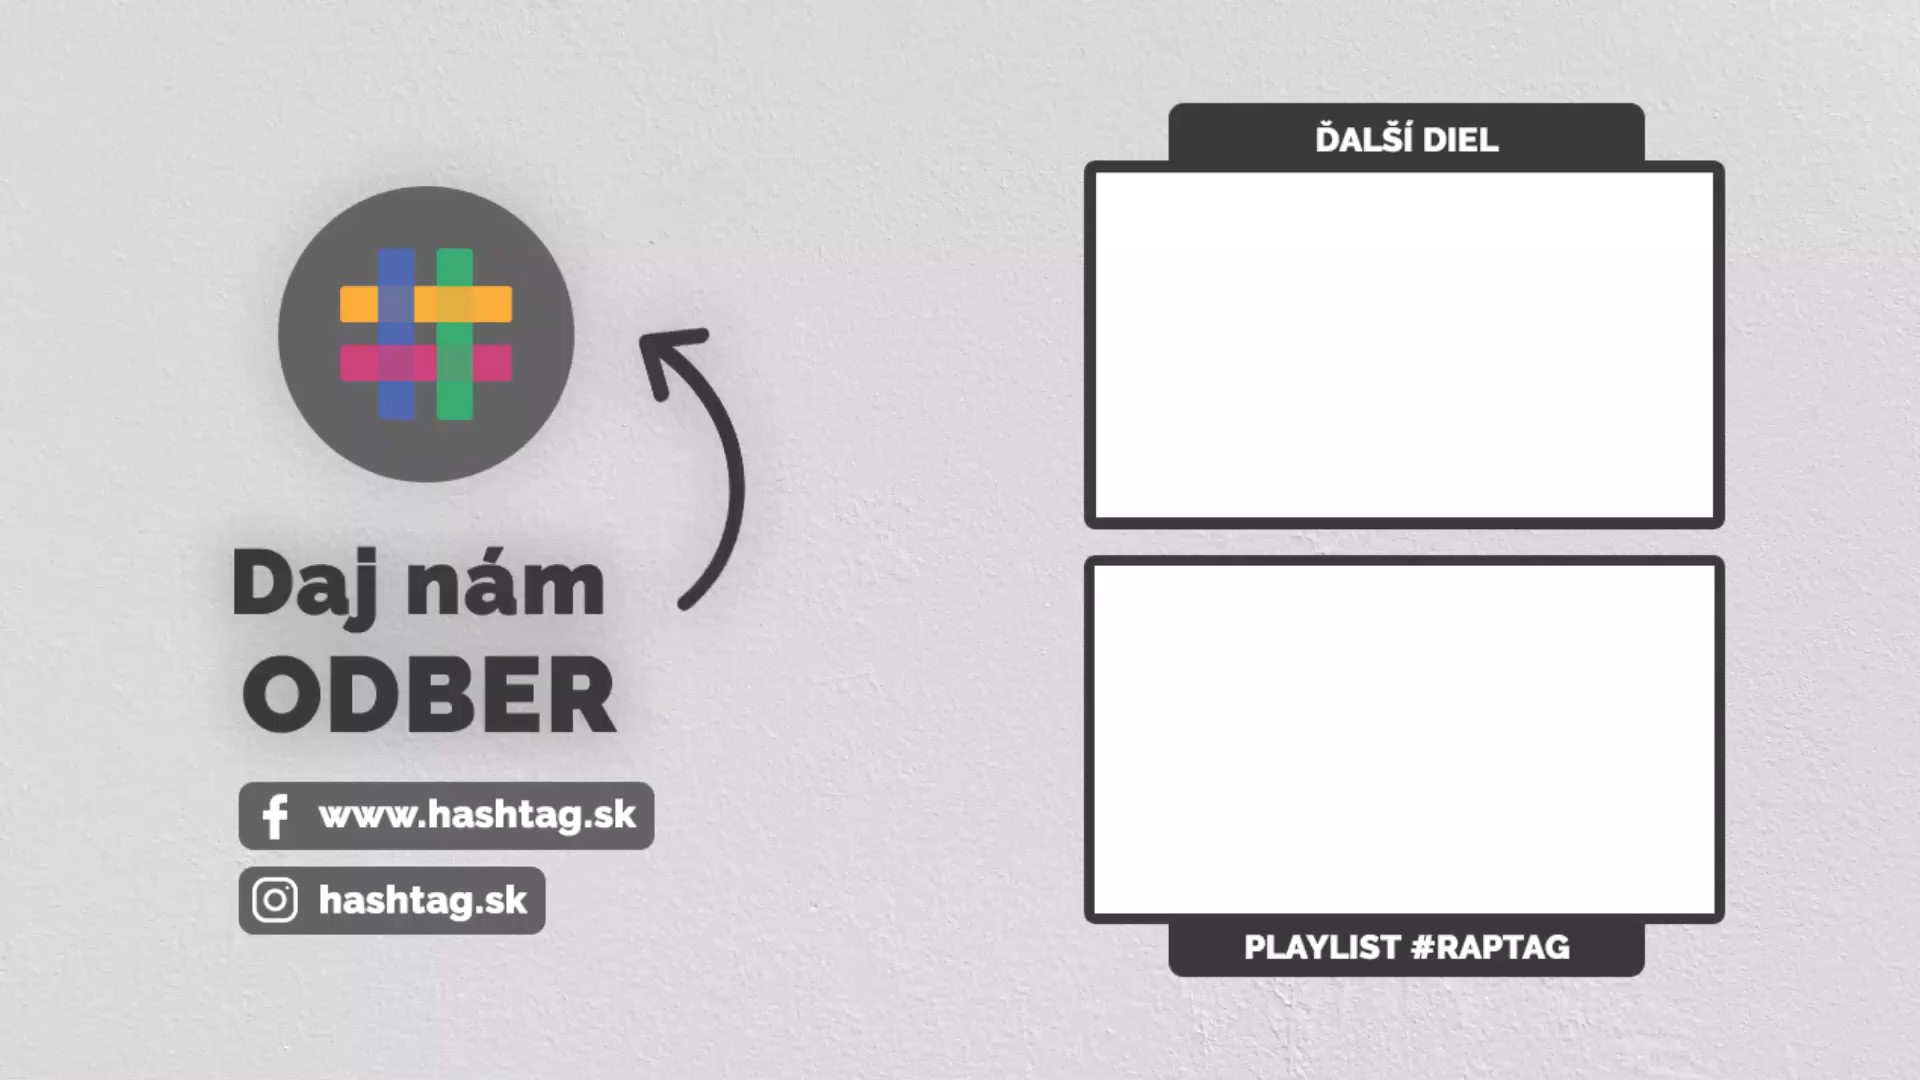 Daj nám
ODBER
www.hashtag.sk
hashtag.sk
ĎALŠÍ DIEL
PLAYLIST #RAPTAG